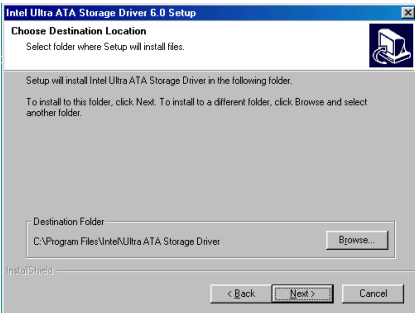 Intel Ultra ATA Storage Driver 6.0 Setup
Choose Destination Location
Select folder where Setup will install files.
Setup will install Intel Ultra ATA Storage Driver in the following folder.
To install to this folder, click Next. To install to a different folder, click Browse and select
another folder.
Destination Folder
C:\Program Files\Intel\Ultra ATA Storage Driver
Browse...
InstallShield
< Back
Next >
Cancel